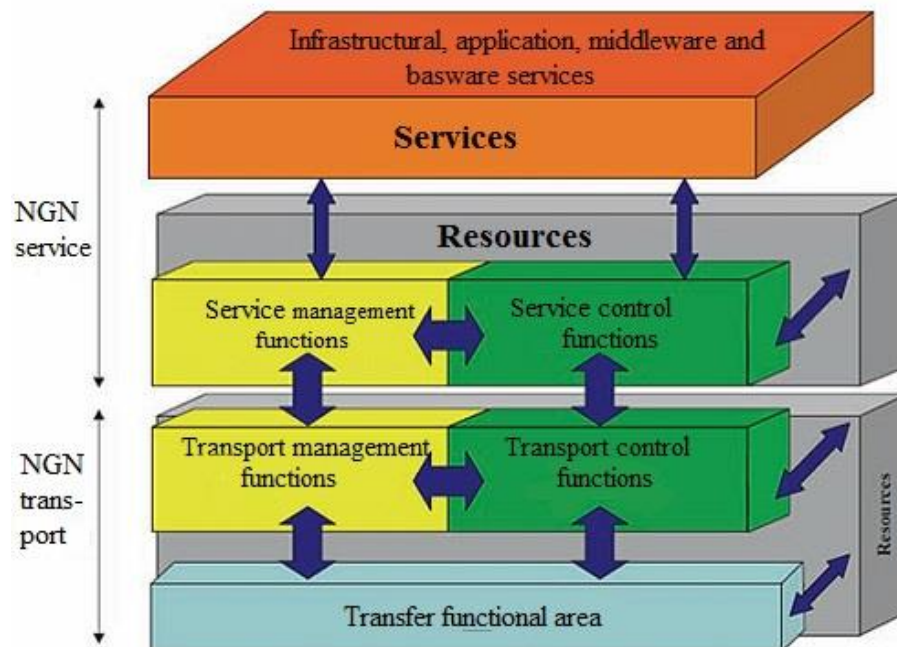 Infrastructural, application, middleware and
basware services
Services
NGN
service
Resources
Service management
functions
Service control
functions
NGN
trans-
port
Transport management
functions
Transport control
functions
Resources
Transfer functional area